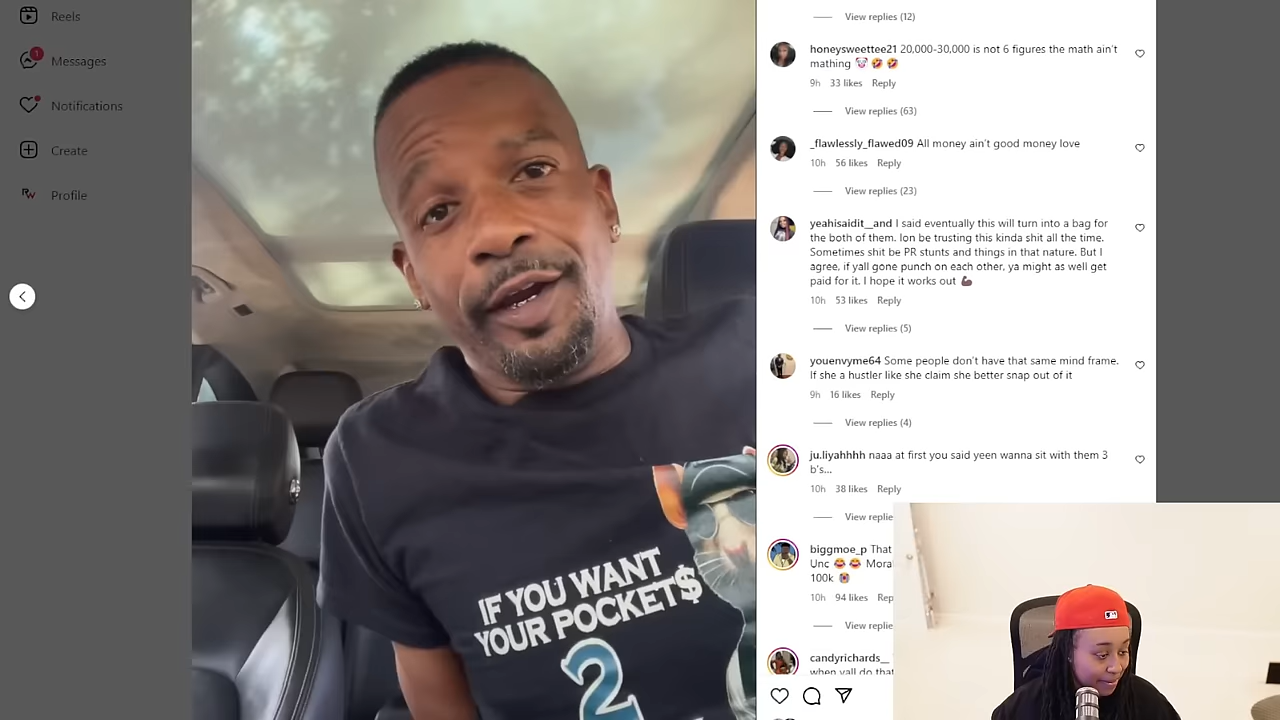 Reels
1
Messages
Notifications
Create
Profile
IF YOU WANT
YOUR POCKET$
2
View replies (12)
honeysweettee21 20,000-30,000 is not 6 figures the math ain't
mathing 🤡 🤣 🤣
9h 33 likes Reply
View replies (63)
_flawlessly_flawed09 All money ain't good money love
10h 56 likes Reply
View replies (23)
yeahisaidit__and I said eventually this will turn into a bag for
the both of them. Ion be trusting this kinda shit all the time.
Sometimes shit be PR stunts and things in that nature. But I
agree, if yall gone punch on each other, ya might as well get
paid for it. I hope it works out 💪🏿
10h 53 likes Reply
View replies (5)
youenvyme64 Some people don't have that same mind frame.
If she a hustler like she claim she better snap out of it
9h 16 likes Reply
View replies (4)
ju.liyahhhh naaa at first you said yeen wanna sit with them 3
b's...
10h 38 likes Reply
View replie
biggmoe_p That
Unc 😂 😂 Mora
100k 😭
10h 94 likes Rep
View replie
candyrichards__
when yall do that